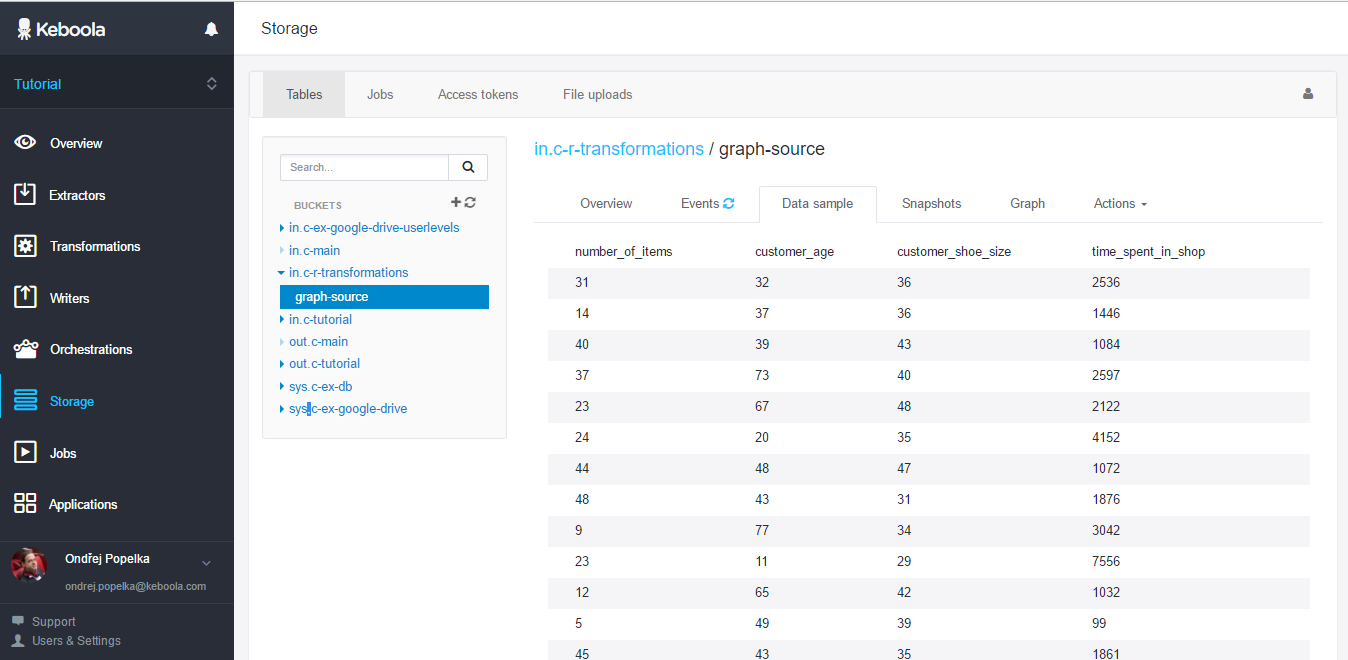 Keboola
Tutorial
Overview
Extractors
Transformations
Writers
Orchestrations
Storage
Jobs
Applications
Ondřej Popelka
ondrej.popelka@keboola.com
Support
Users & Settings
Storage
Tables Jobs Access tokens File uploads
Search...
BUCKETS
in.c-ex-google-drive-userlevels
in.c-main
in.c-r-transformations
graph-source
in.c-tutorial
out.c-main
out.c-tutorial
sys.c-ex-db
sys.c-ex-google-drive
in.c-r-transformations / graph-source
Overview Events Data sample Snapshots Graph Actions
number_of_items customer_age customer_shoe_size time_spent_in_shop
31 32 36 2536
14 37 36 1446
40 39 43 1084
37 73 40 2597
23 67 48 2122
24 20 35 4152
44 48 47 1072
48 43 31 1876
9 77 34 3042
23 11 29 7556
12 65 42 1032
5 49 39 99
45 43 35 1861